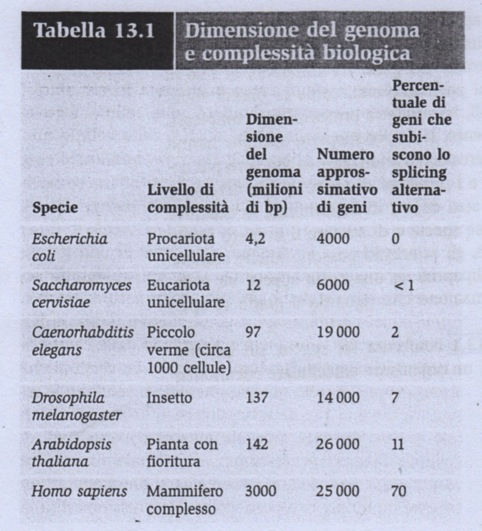 Tabella 13.1
Dimensione del genoma
e complessità biologica
Specie
Livello di
complessità
Dimen-
sione
del
genoma
(milioni
di bp)
Numero
appros-
simativo
di geni
Percen-
tuale di
geni che
subi-
scono lo
splicing
alterna-
tivo
Escherichia Procariota 4,2 4000 0
coli unicellulare
Saccharomyces Eucariota 12 6000 < 1
cervisiae unicellulare
Caenorhabditis Piccolo 97 19 000 2
elegans verme (circa
1000 cellule)
Drosophila Insetto 137 14 000 7
melanogaster
Arabidopsis Pianta con 142 26 000 11
thaliana fioritura
Homo sapiens Mammifero 3000 25 000 70
complesso